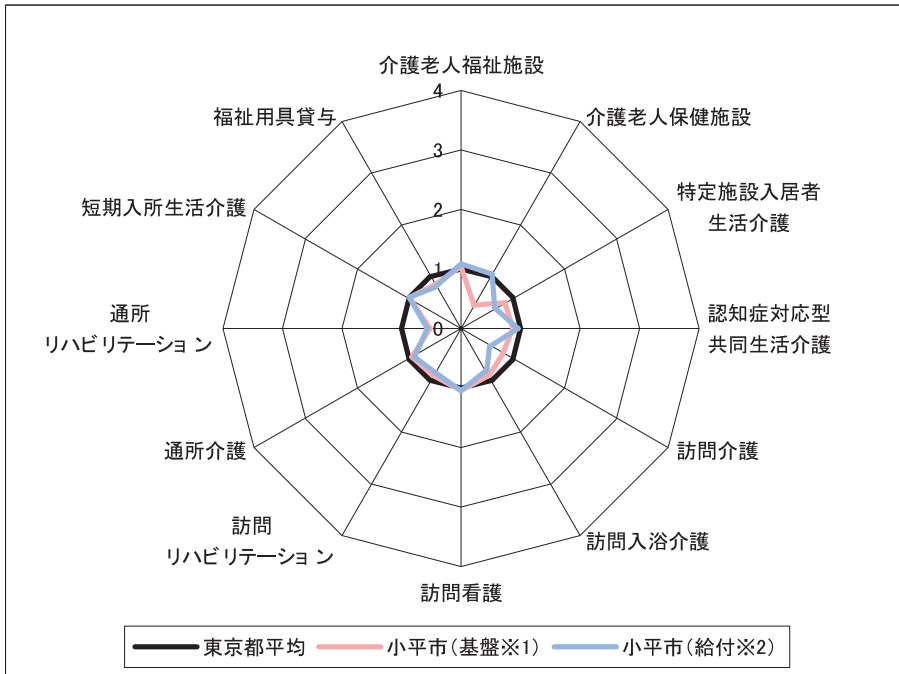 介護老人福祉施設
4
福祉用具貸与
介護老人保健施設
3
短期入所生活介護
特定施設入居者
生活介護
2
1
通所
リハビリテーション
0
認知症対応型
共同生活介護
通所介護
訪問介護
訪問
リハビリテーション
訪問入浴介護
訪問看護
東京都平均
小平市(基盤※1)
小平市(給付※2)